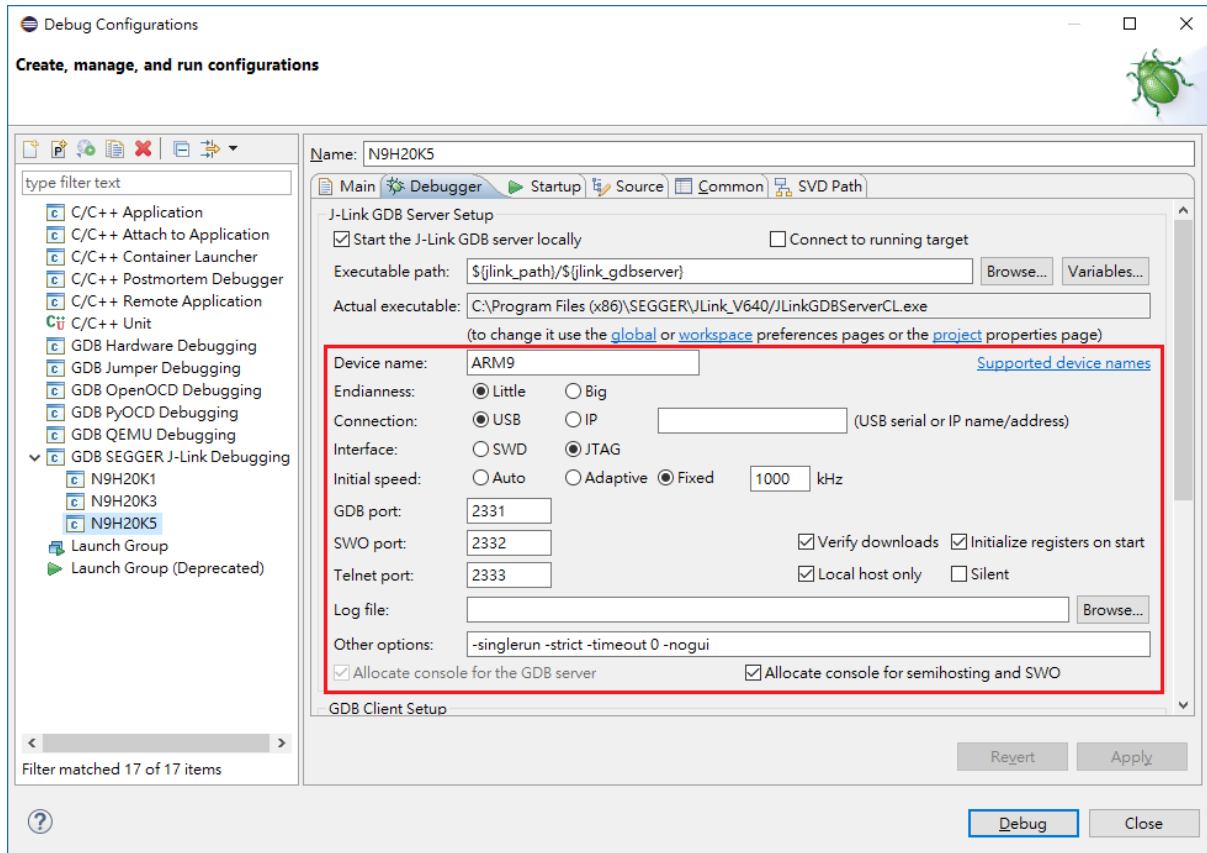 Debug Configurations
Create, manage, and run configurations
type filter text
C/C++ Application
C/C++ Attach to Application
C/C++ Container Launcher
C/C++ Postmortem Debugger
C/C++ Remote Application
C/C++ Unit
GDB Hardware Debugging
GDB Jumper Debugging
GDB OpenOCD Debugging
GDB PyOCD Debugging
GDB QEMU Debugging
GDB SEGGER J-Link Debugging
N9H20K1
N9H20K3
N9H20K5
Launch Group
Launch Group (Deprecated)
Filter matched 17 of 17 items
Name: N9H20K5
Main Debugger Startup Source Common SVD Path
J-Link GDB Server Setup
Start the J-Link GDB server locally Connect to running target
Executable path: ${jlink_path}/${jlink_gdbserver} Browse... Variables...
Actual executable: C:\Program Files (x86)\SEGGER\JLink_V640/JLinkGDBServerCL.exe
(to change it use the global or workspace preferences pages or the project properties page)
Device name: ARM9 Supported device names
Endianness: Little Big
Connection: USB IP (USB serial or IP name/address)
Interface: SWD JTAG
Initial speed: Auto Adaptive Fixed 1000 kHz
GDB port: 2331
SWO port: 2332 Verify downloads Initialize registers on start
Telnet port: 2333 Local host only Silent
Log file: Browse...
Other options: -singlerun -strict -timeout 0 -nogui
Allocate console for the GDB server Allocate console for semihosting and SWO
GDB Client Setup
Revert Apply
Debug Close